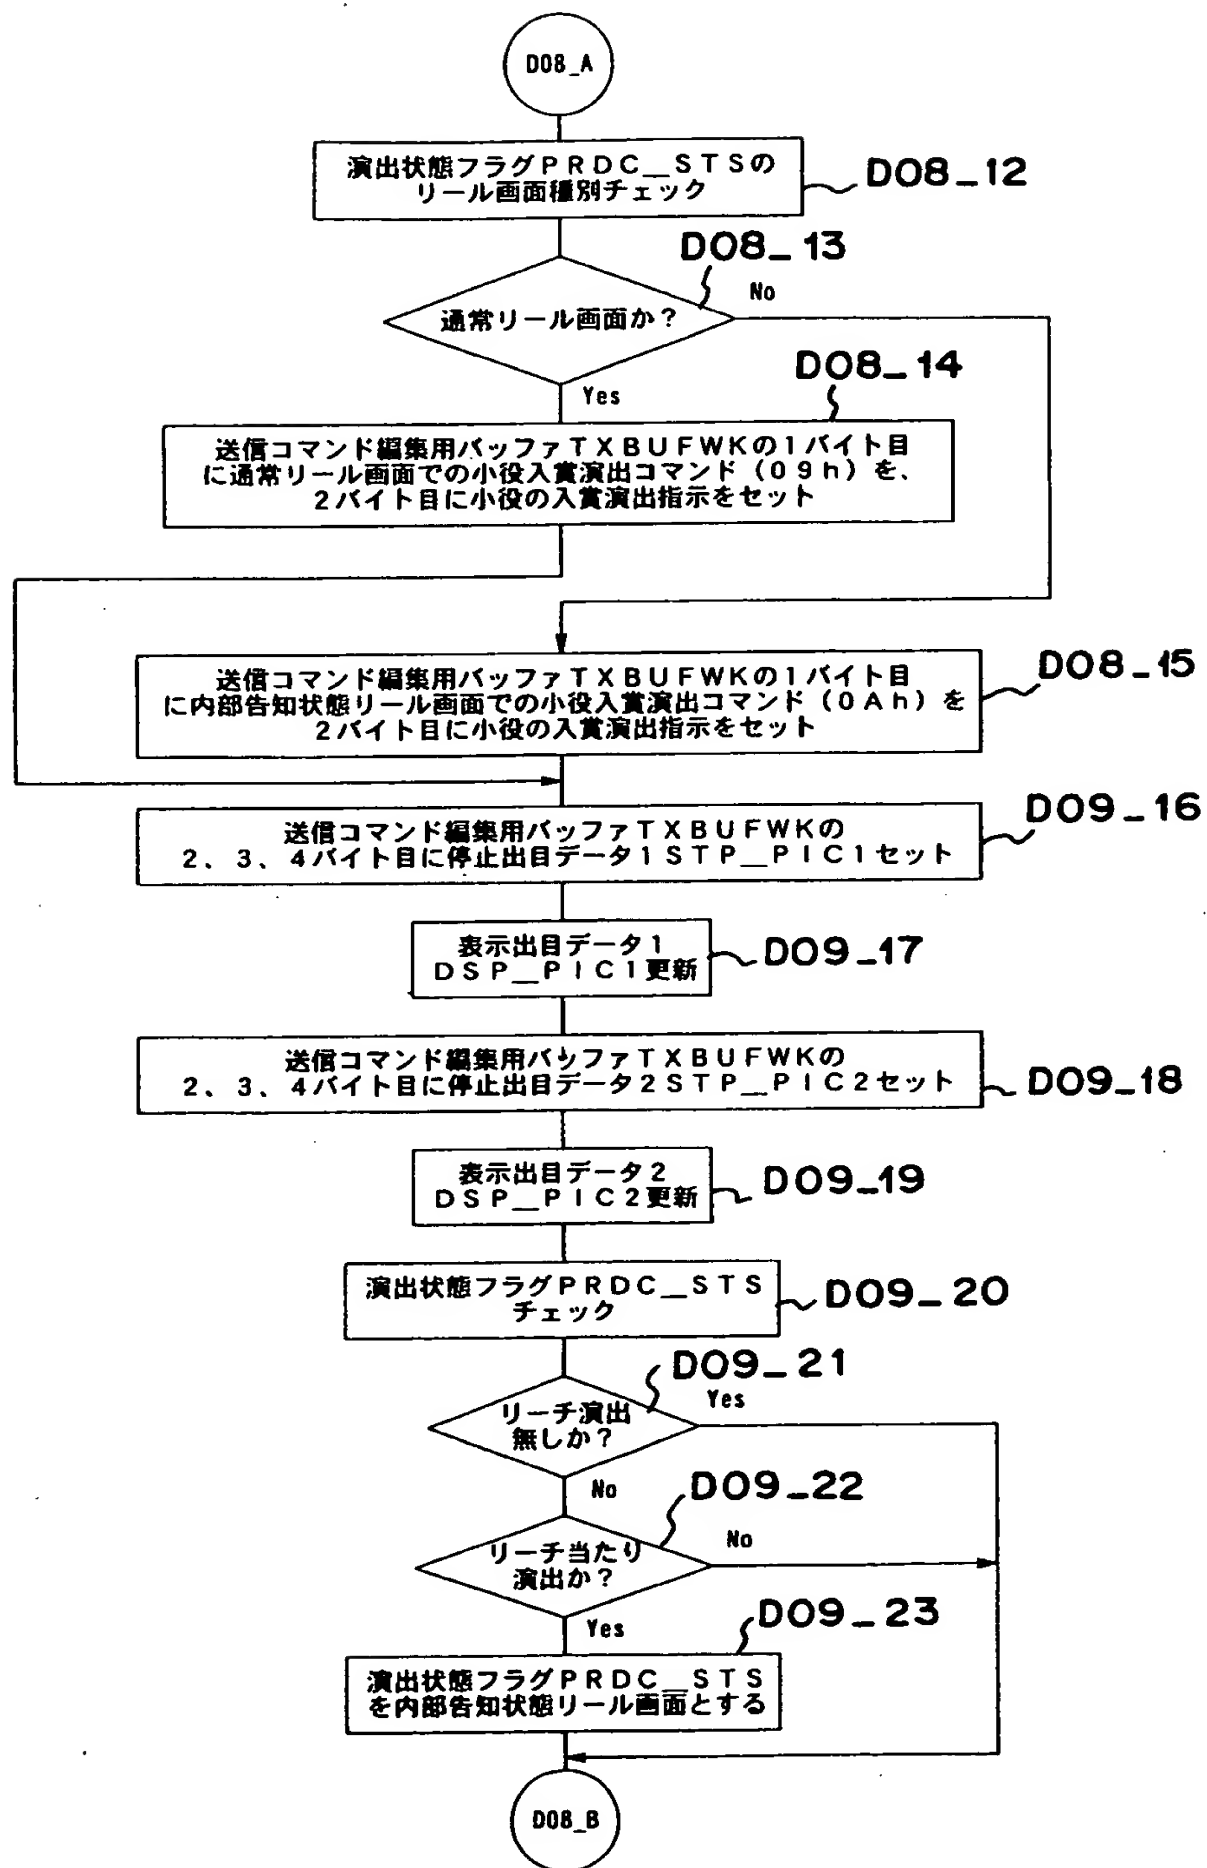 D08_A
演出状態フラグPRDC__STSの
リール画面種別チェック
D08_12
D08_13
通常リール画面か?
No
Yes
D08_14
送信コマンド編集用バッファTXBUFWKの1バイト目
に通常リール画面での小役入賞演出コマンド(09h)を、
2バイト目に小役の入賞演出指示をセット
送信コマンド編集用バッファTXBUFWKの1バイト目
に内部告知状態リール画面での小役入賞演出コマンド(0Ah)を
2バイト目に小役の入賞演出指示をセット
D08_15
送信コマンド編集用バッファTXBUFWKの
2、3、4バイト目に停止出目データ1STP__PIC1セット
D09_16
表示出目データ1
DSP__PIC1更新
D09_17
送信コマンド編集用バッファTXBUFWKの
2、3、4バイト目に停止出目データ2STP__PIC2セット
D09_18
表示出目データ2
DSP__PIC2更新
D09_19
演出状態フラグPRDC__STS
チェック
D09_20
D09_21
リーチ演出
無しか?
Yes
No
D09_22
リーチ当たり
演出か?
No
Yes
D09_23
演出状態フラグPRDC__STS
を内部告知状態リール画面とする
D08_B